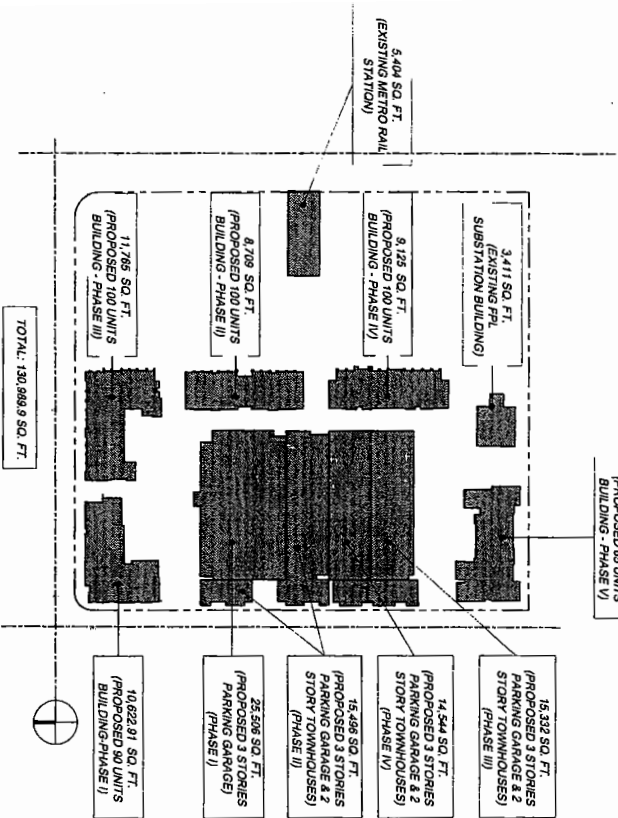 UNITS
BUILDING - PHASE V)
5,404 SQ. FT.
(EXISTING METRO RAIL
STATION)
3,411 SQ. FT.
(EXISTING FPL
SUBSTATION BUILDING)
9,125 SQ. FT.
(PROPOSED 100 UNITS
BUILDING - PHASE IV)
8,709 SQ. FT.
(PROPOSED 100 UNITS
BUILDING - PHASE II)
11,765 SQ. FT.
(PROPOSED 100 UNITS
BUILDING - PHASE III)
15,332 SQ. FT.
(PROPOSED 3 STORIES
PARKING GARAGE & 2
STORY TOWNHOUSES)
(PHASE III)
14,544 SQ. FT.
(PROPOSED 3 STORIES
PARKING GARAGE & 2
STORY TOWNHOUSES)
(PHASE IV)
15,496 SQ. FT.
(PROPOSED 3 STORIES
PARKING GARAGE & 2
STORY TOWNHOUSES)
(PHASE II)
25,506 SQ. FT.
(PROPOSED 3 STORIES
PARKING GARAGE)
(PHASE I)
10,622.91 SQ. FT.
(PROPOSED 90 UNITS
BUILDING-PHASE I)
TOTAL: 130,989.9 SQ. FT.